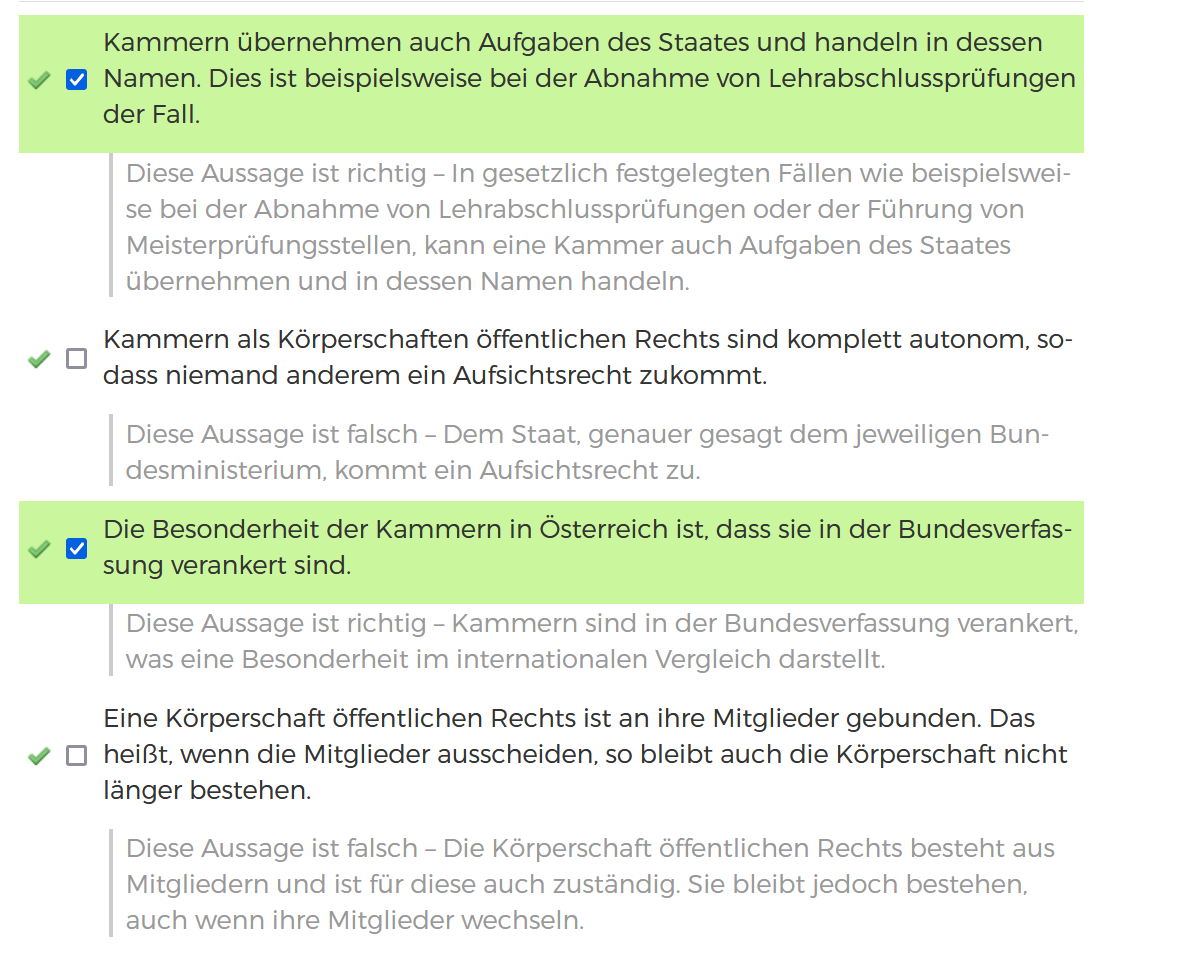 Kammern übernehmen auch Aufgaben des Staates und handeln in dessen
Namen. Dies ist beispielsweise bei der Abnahme von Lehrabschlussprüfungen
der Fall.
Diese Aussage ist richtig – In gesetzlich festgelegten Fällen wie beispielswei-
se bei der Abnahme von Lehrabschlussprüfungen oder der Führung von
Meisterprüfungsstellen, kann eine Kammer auch Aufgaben des Staates
übernehmen und in dessen Namen handeln.
Kammern als Körperschaften öffentlichen Rechts sind komplett autonom, so-
dass niemand anderem ein Aufsichtsrecht zukommt.
Diese Aussage ist falsch – Dem Staat, genauer gesagt dem jeweiligen Bun-
desministerium, kommt ein Aufsichtsrecht zu.
Die Besonderheit der Kammern in Österreich ist, dass sie in der Bundesverfas-
sung verankert sind.
Diese Aussage ist richtig – Kammern sind in der Bundesverfassung verankert,
was eine Besonderheit im internationalen Vergleich darstellt.
Eine Körperschaft öffentlichen Rechts ist an ihre Mitglieder gebunden. Das
heißt, wenn die Mitglieder ausscheiden, so bleibt auch die Körperschaft nicht
länger bestehen.
Diese Aussage ist falsch – Die Körperschaft öffentlichen Rechts besteht aus
Mitgliedern und ist für diese auch zuständig. Sie bleibt jedoch bestehen,
auch wenn ihre Mitglieder wechseln.